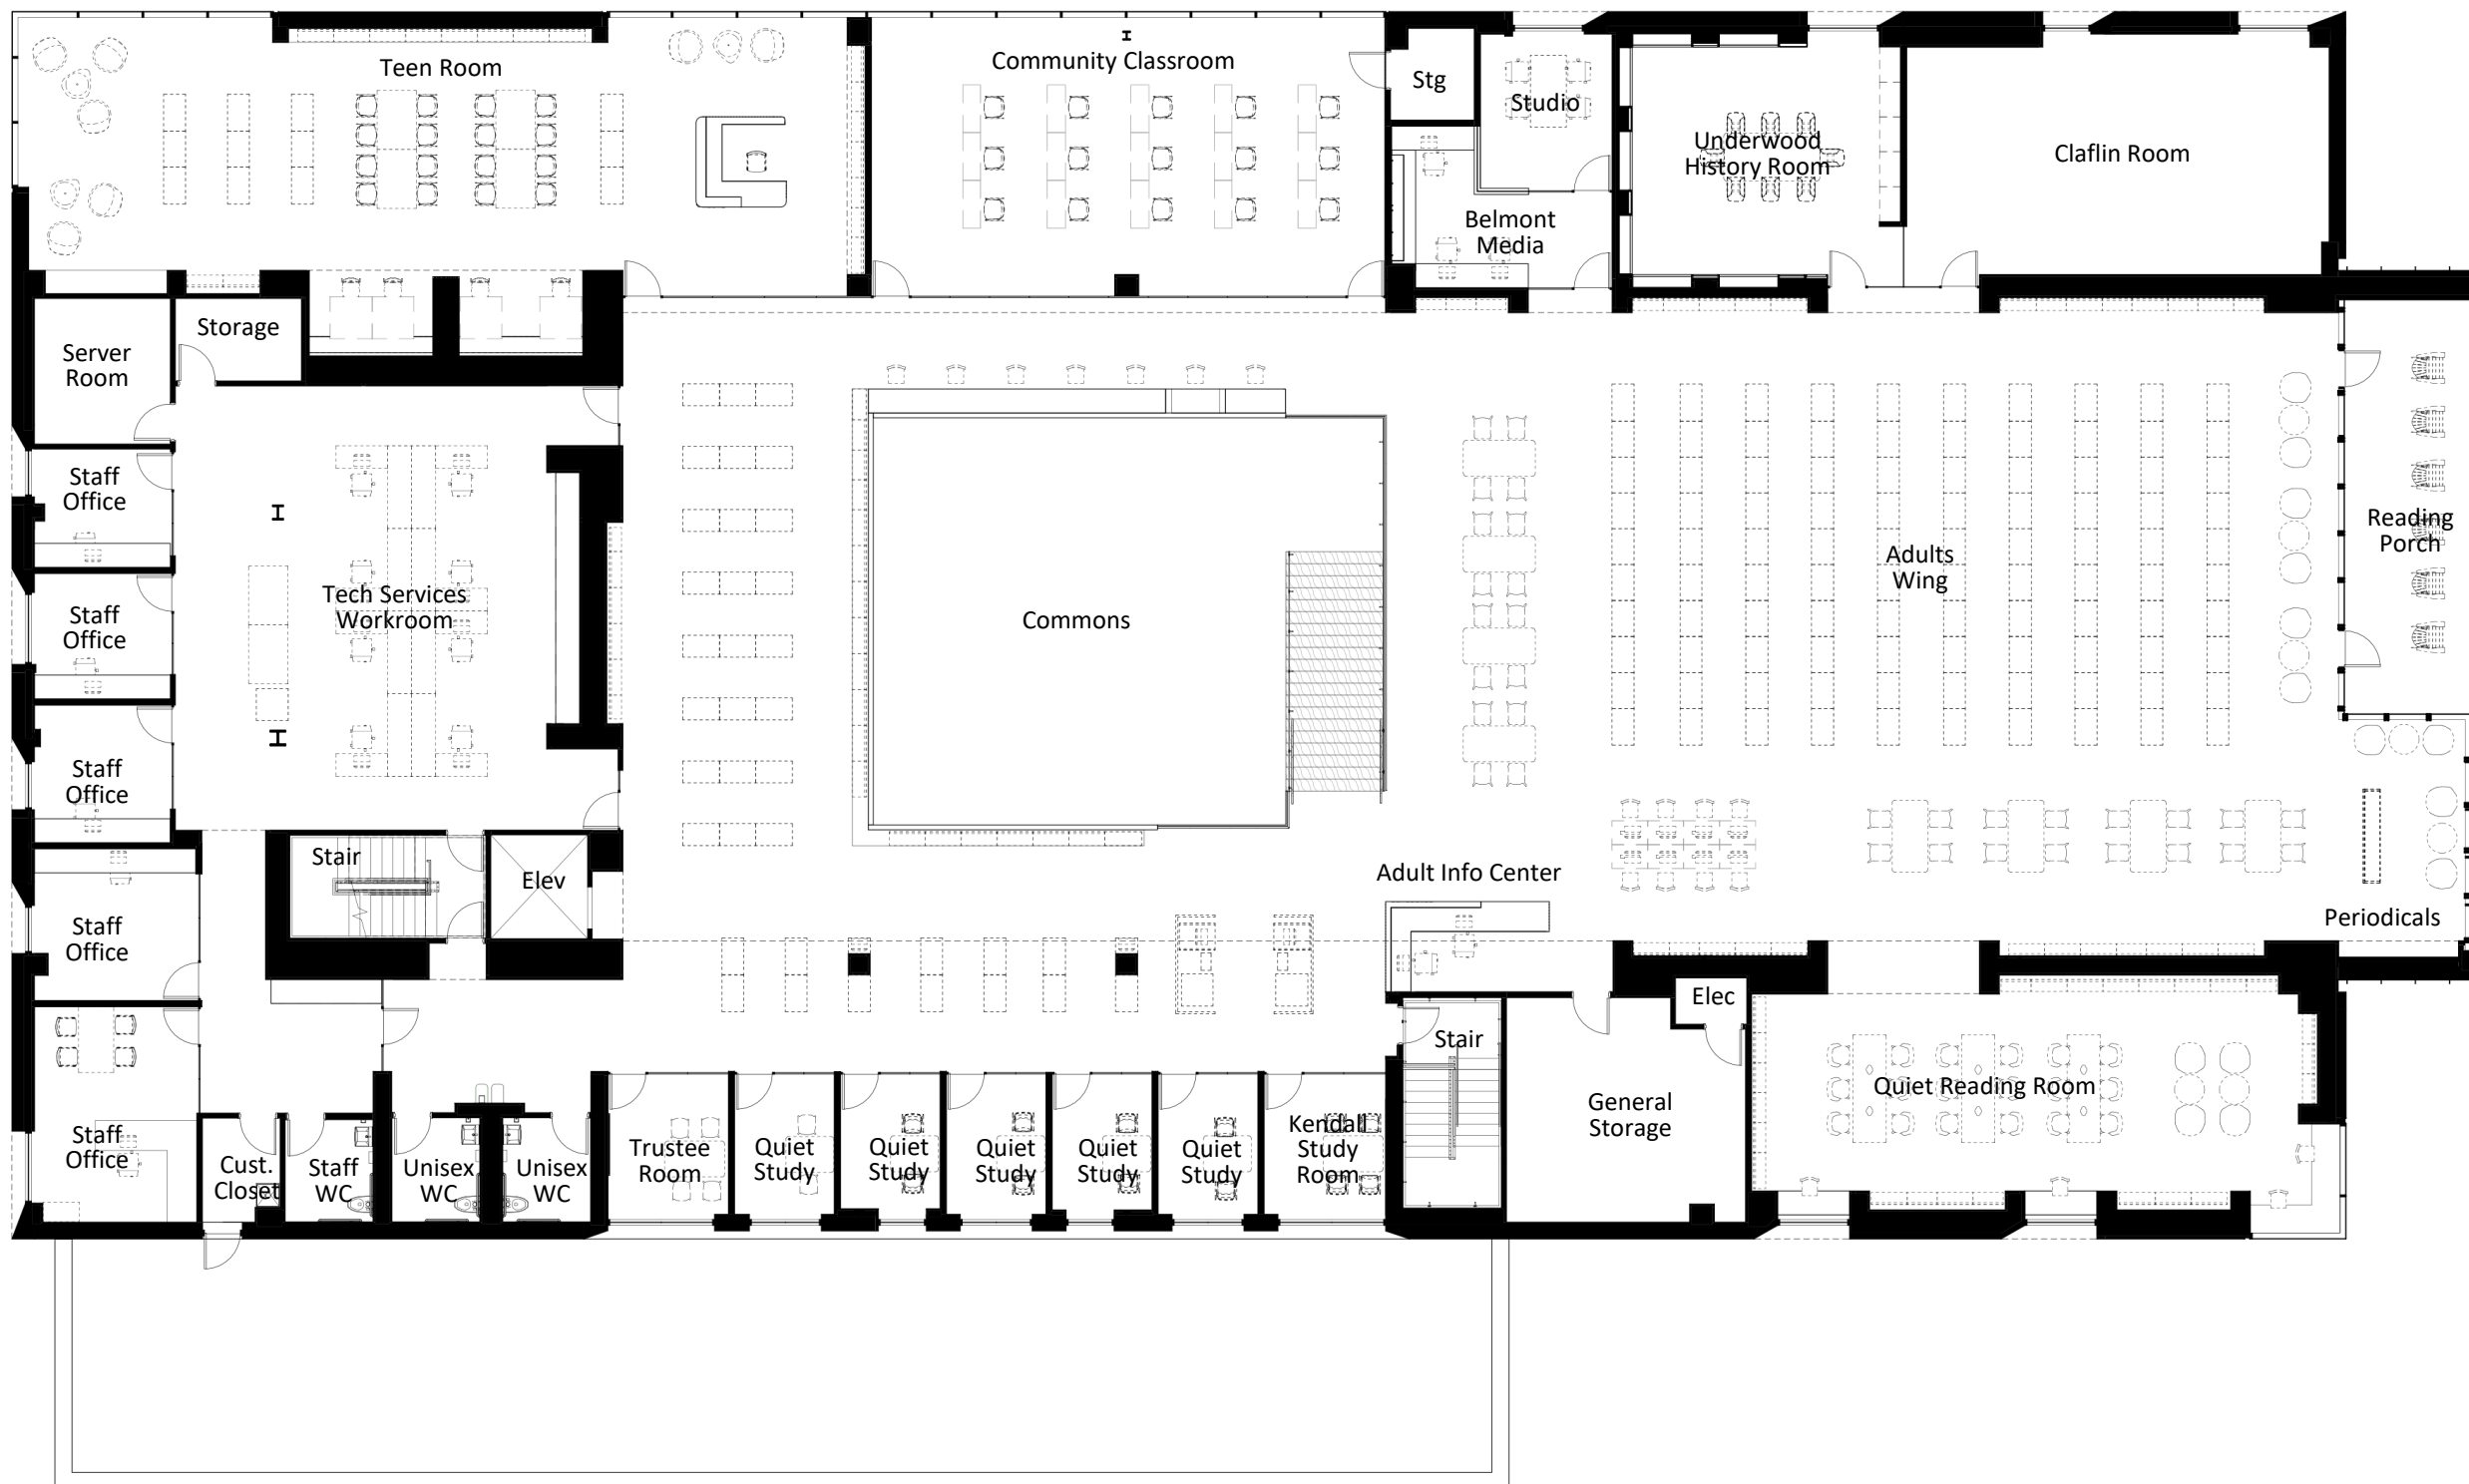 Teen Room
Community Classroom
Stg
Studio
Underwood
History Room
Claflin Room
Belmont
Media
Storage
Server
Room
Staff
Office
Reading
Porch
Adults
Wing
Tech Services
Workroom
Staff
Office
Commons
Staff
Office
Stair
Elev
Adult Info Center
Staff
Office
Periodicals
Elec
Stair
Quiet Reading Room
General
Storage
Staff
Office
Cust.
Closet
Staff
WC
Unisex
WC
Unisex
WC
Trustee
Room
Quiet
Study
Quiet
Study
Quiet
Study
Quiet
Study
Quiet
Study
Kendall
Study
Room